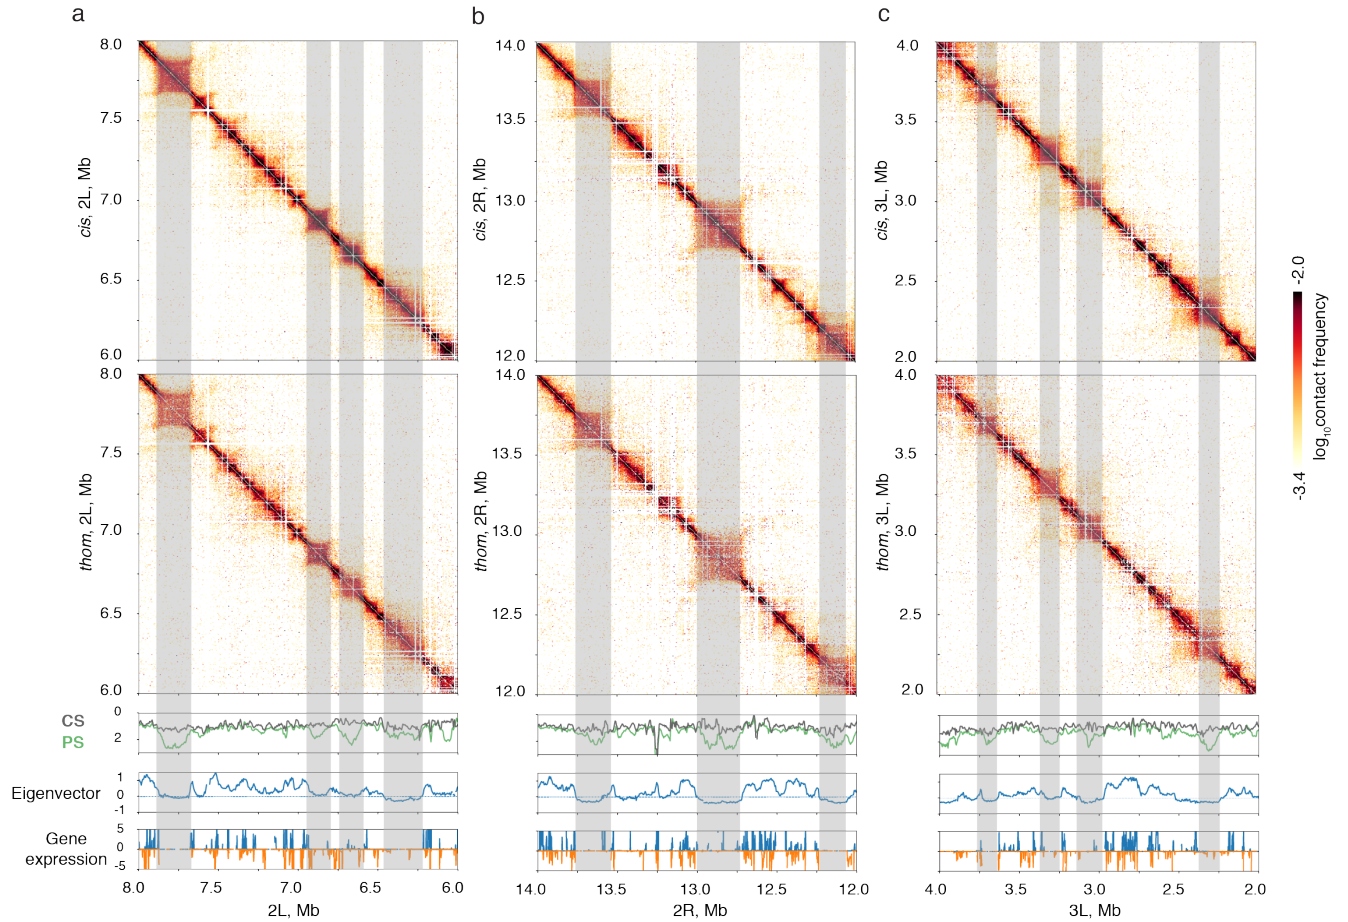 a
b
c
8.0
7.5
7.0
6.5
6.0
cis, 2L, Mb
14.0
13.5
13.0
12.5
12.0
cis, 2R, Mb
4.0
3.5
3.0
2.5
2.0
cis, 3L, Mb
8.0
7.5
7.0
6.5
6.0
thom, 2L, Mb
14.0
13.5
13.0
12.5
12.0
thom, 2R, Mb
4.0
3.5
3.0
2.5
2.0
thom, 3L, Mb
-2.0
-3.4
log10contact frequency
CS
PS
0
2
Eigenvector
1
0
-1
Gene
expression
5
0
-5
8.0 7.5 7.0 6.5 6.0
2L, Mb
14.0 13.5 13.0 12.5 12.0
2R, Mb
4.0 3.5 3.0 2.5 2.0
3L, Mb